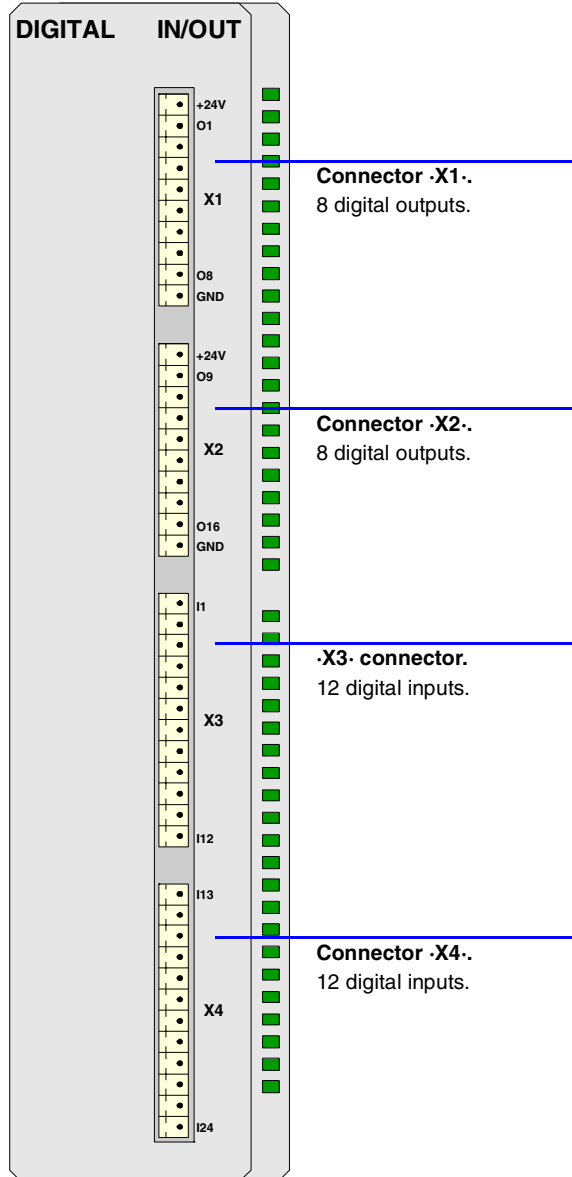 DIGITAL IN/OUT
+24V
O1
X1
O8
GND
Connector ·X1·.
8 digital outputs.
+24V
O9
X2
O16
GND
Connector ·X2·.
8 digital outputs.
I1
X3
I12
·X3· connector.
12 digital inputs.
I13
X4
I24
Connector ·X4·.
12 digital inputs.